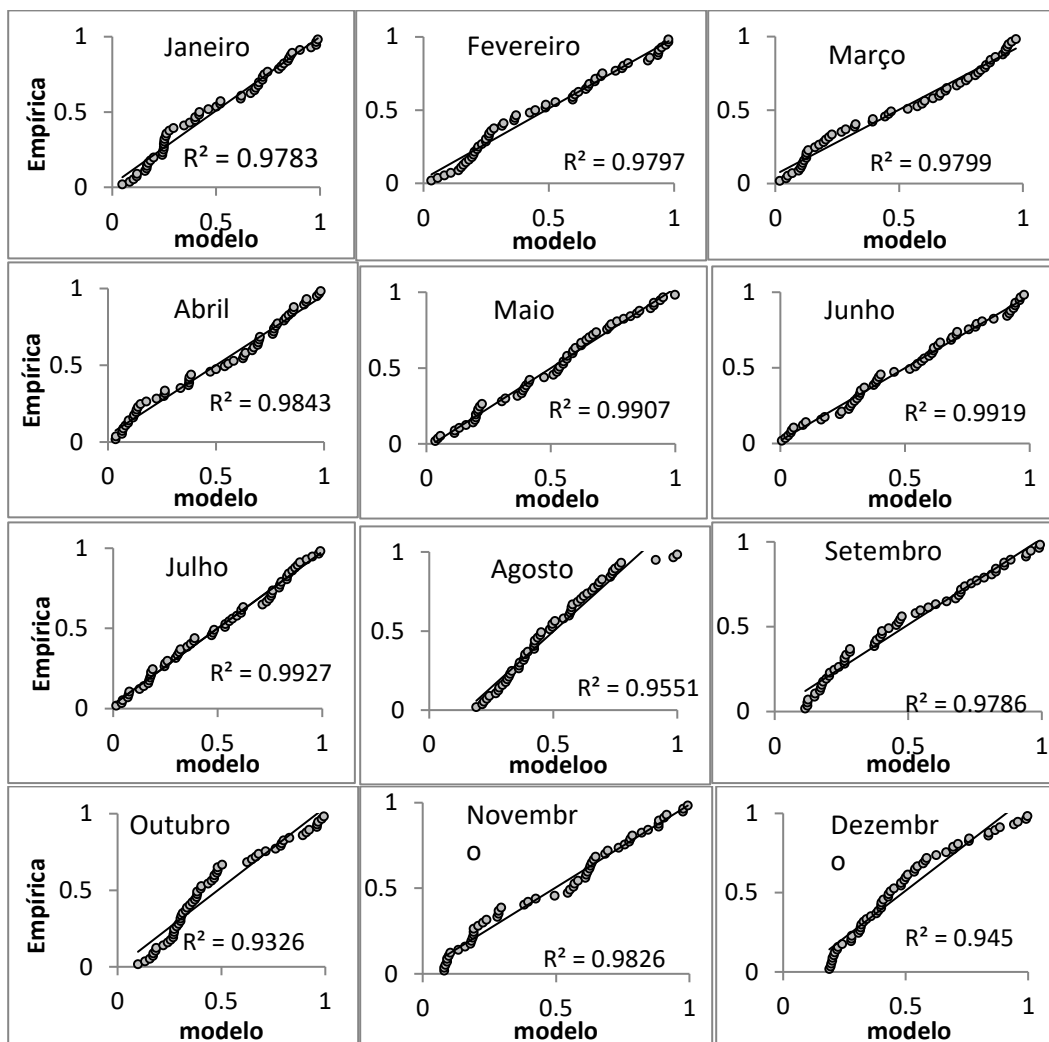 Janeiro
Empírica
1
0.5
0
R² = 0.9783
0 0.5 1
modelo
Fevereiro
1
0.5
0
R² = 0.9797
0 0.5 1
modelo
Março
1
0.5
0
R² = 0.9799
0 0.5 1
modelo
Abril
Empírica
1
0.5
0
R² = 0.9843
0 0.5 1
modelo
Maio
1
0.5
0
R² = 0.9907
0 0.5 1
modelo
Junho
1
0.5
0
R² = 0.9919
0 0.5 1
modelo
Julho
Empírica
1
0.5
0
R² = 0.9927
0 0.5 1
modelo
Agosto
1
0.5
0
R² = 0.9551
0 0.5 1
modeloo
Setembro
1
0.5
0
R² = 0.9786
0 0.5 1
modelo
Outubro
Empírica
1
0.5
0
R² = 0.9326
0 0.5 1
modelo
Novembr
o
1
0.5
0
R² = 0.9826
0 0.5 1
modelo
Dezembr
o
1
0.5
0
R² = 0.945
0 0.5 1
modelo